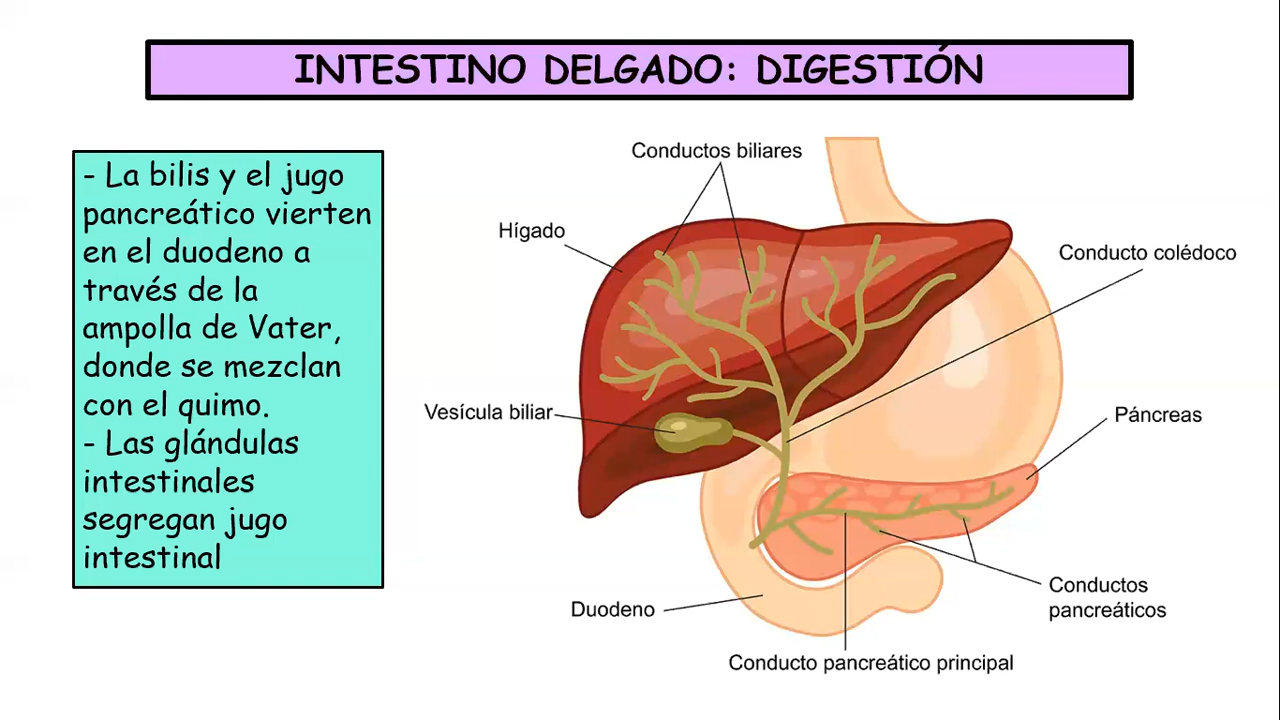 INTESTINO DELGADO: DIGESTIÓN
- La bilis y el jugo
pancreático vierten
en el duodeno a
través de la
ampolla de Vater,
donde se mezclan
con el quimo.
- Las glándulas
intestinales
segregan jugo
intestinal
Conductos biliares
Hígado
Conducto colédoco
Vesícula biliar
Páncreas
Duodeno
Conductos
pancreáticos
Conducto pancreático principal